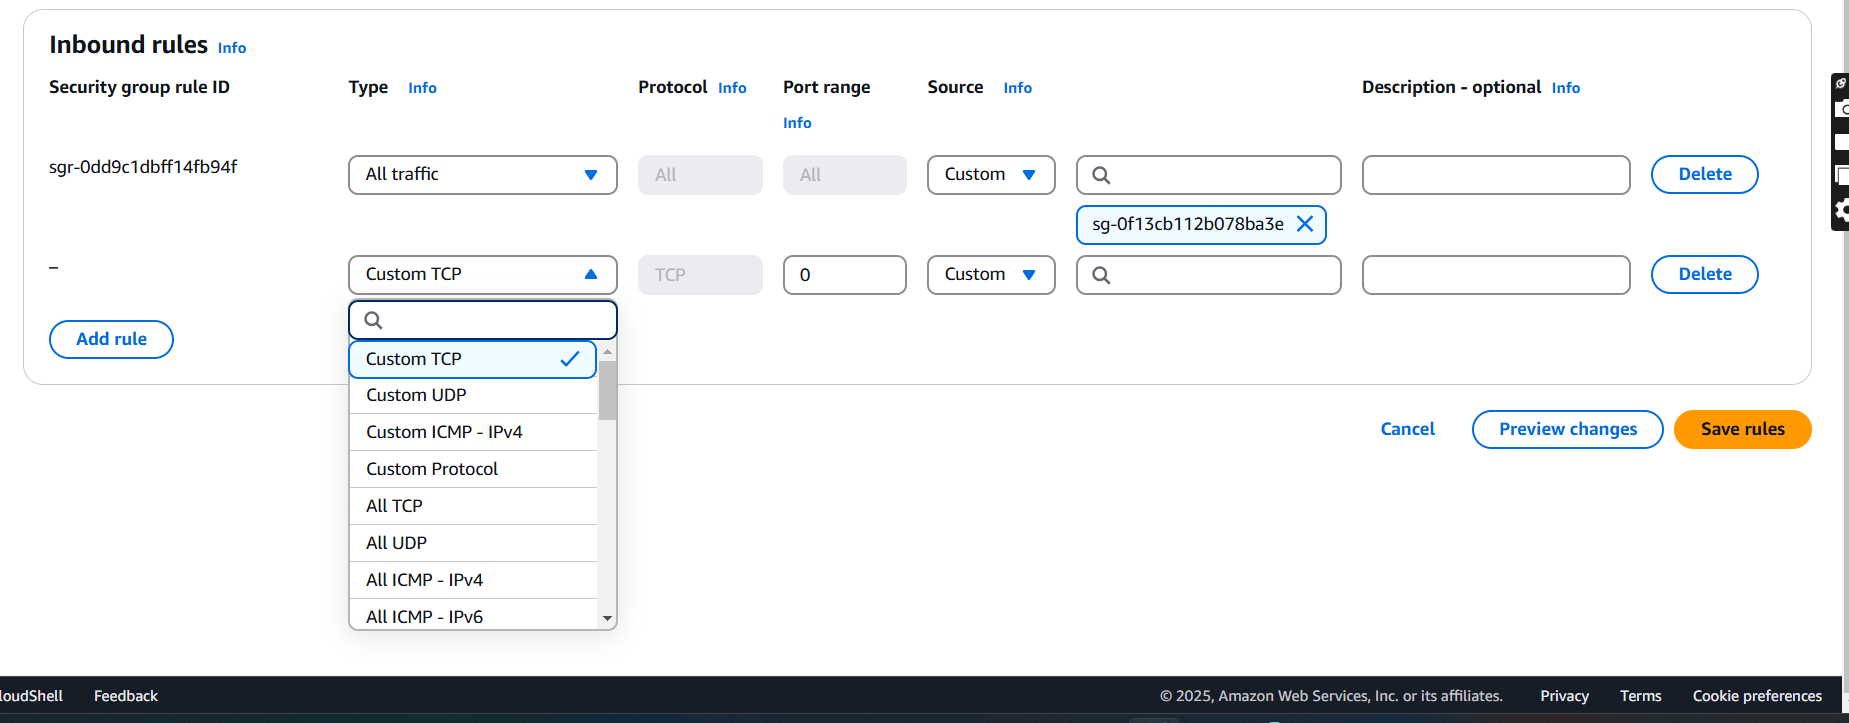 Inbound rules Info
Security group rule ID Type Info Protocol Info Port range Source Info Description - optional Info
Info
sgr-0dd9c1dbff14fb94f All traffic All All Custom Delete
sg-0f13cb112b078ba3e
– Custom TCP TCP 0 Custom Delete
Add rule
Custom TCP
Custom UDP
Custom ICMP - IPv4
Custom Protocol
All TCP
All UDP
All ICMP - IPv4
All ICMP - IPv6
Cancel Preview changes Save rules
loudShell Feedback © 2025, Amazon Web Services, Inc. or its affiliates. Privacy Terms Cookie preferences